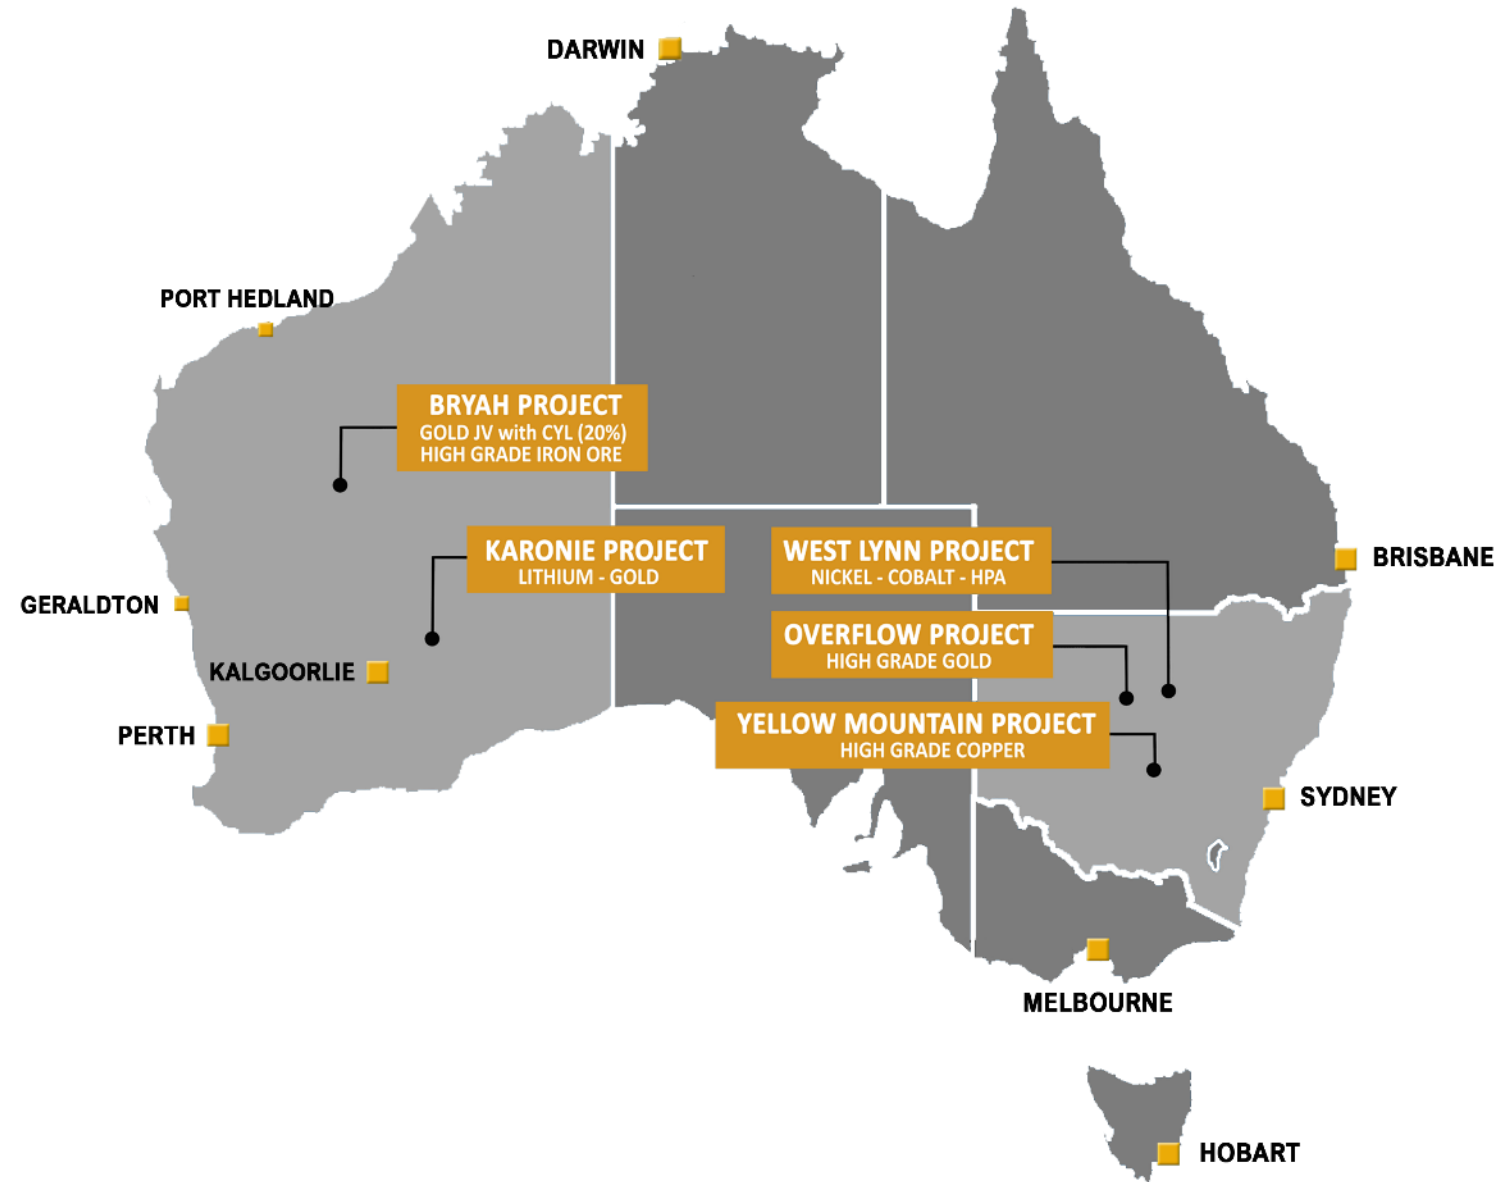 DARWIN
PORT HEDLAND
BRYAH PROJECT
GOLD JV with CYL (20%)
HIGH GRADE IRON ORE
KARONIE PROJECT
LITHIUM - GOLD
WEST LYNN PROJECT
NICKEL - COBALT - HPA
BRISBANE
GERALDTON
OVERFLOW PROJECT
HIGH GRADE GOLD
KALGOORLIE
PERTH
YELLOW MOUNTAIN PROJECT
HIGH GRADE COPPER
SYDNEY
MELBOURNE
HOBART